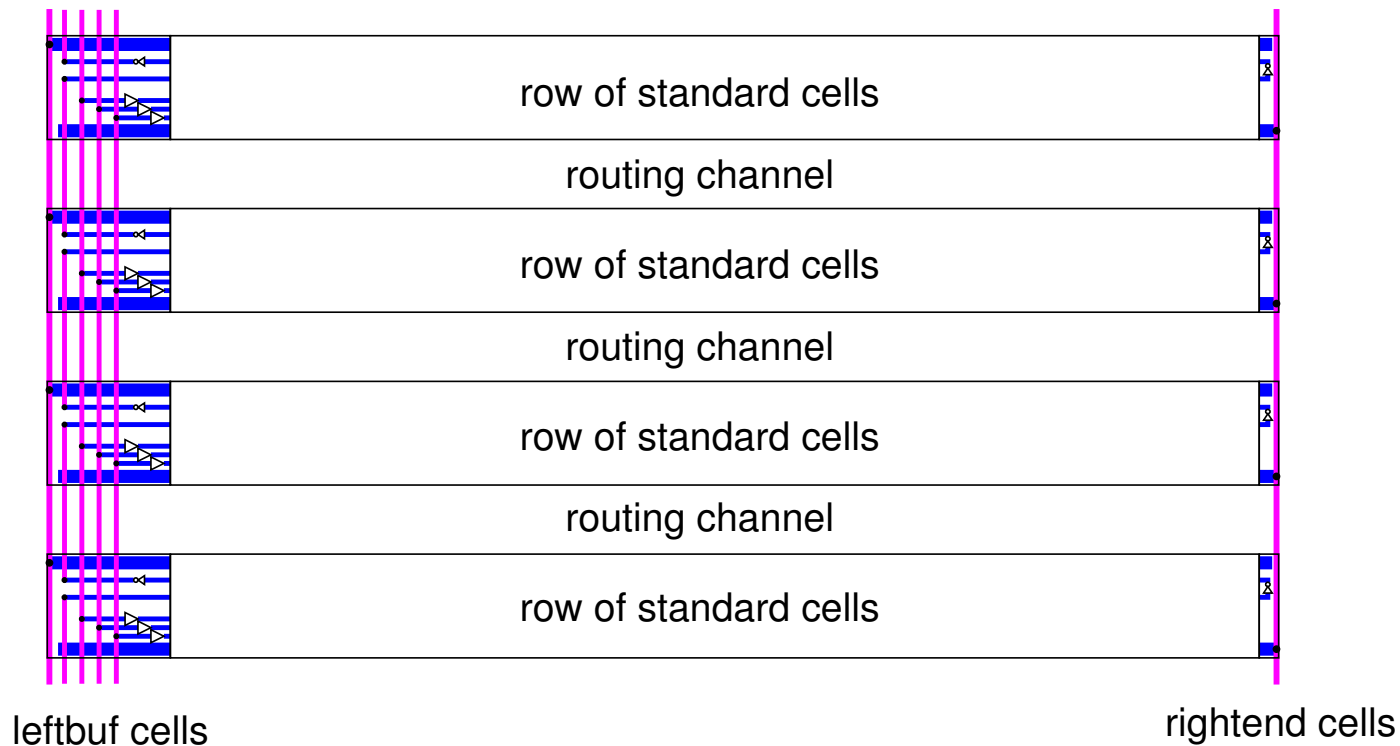 row of standard cells
routing channel
row of standard cells
routing channel
row of standard cells
routing channel
row of standard cells
leftbuf cells
rightend cells